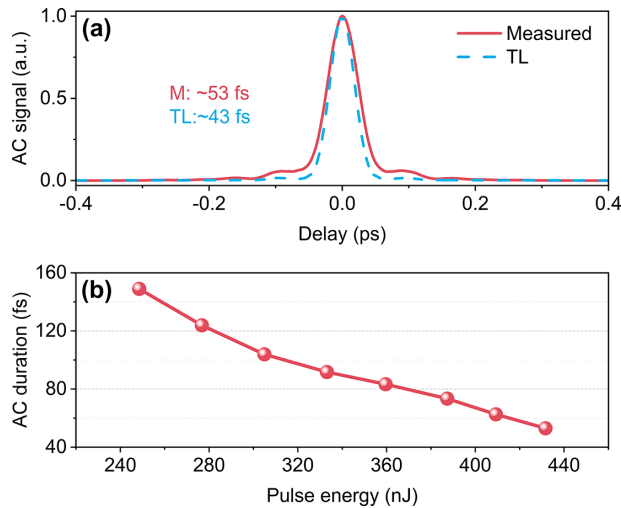 (a)
AC signal (a.u.)
1.0
0.5
0.0
Measured
TL
M: ~53 fs
TL:~43 fs
-0.4
-0.2
0.0
0.2
0.4
Delay (ps)
(b)
AC duration (fs)
160
120
80
40
240
280
320
360
400
440
Pulse energy (nJ)